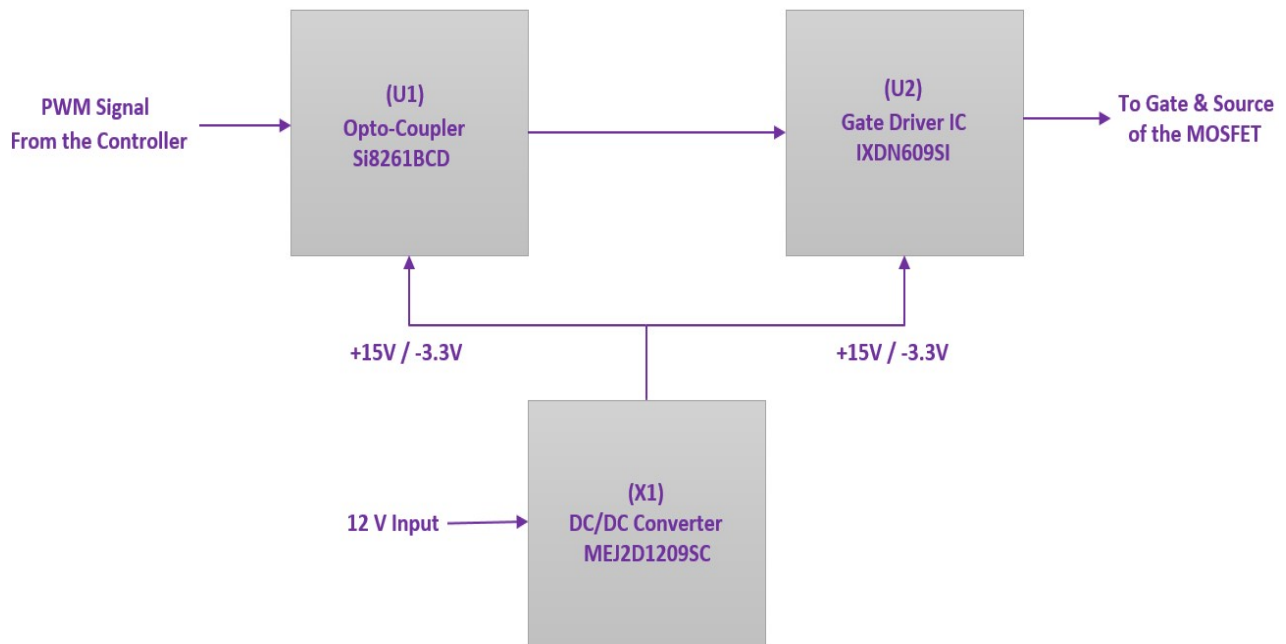 PWM Signal
From the Controller
(U1)
Opto-Coupler
Si8261BCD
(U2)
Gate Driver IC
IXDN609SI
To Gate & Source
of the MOSFET
+15V / -3.3V
+15V / -3.3V
12 V Input
(X1)
DC/DC Converter
MEJ2D1209SC